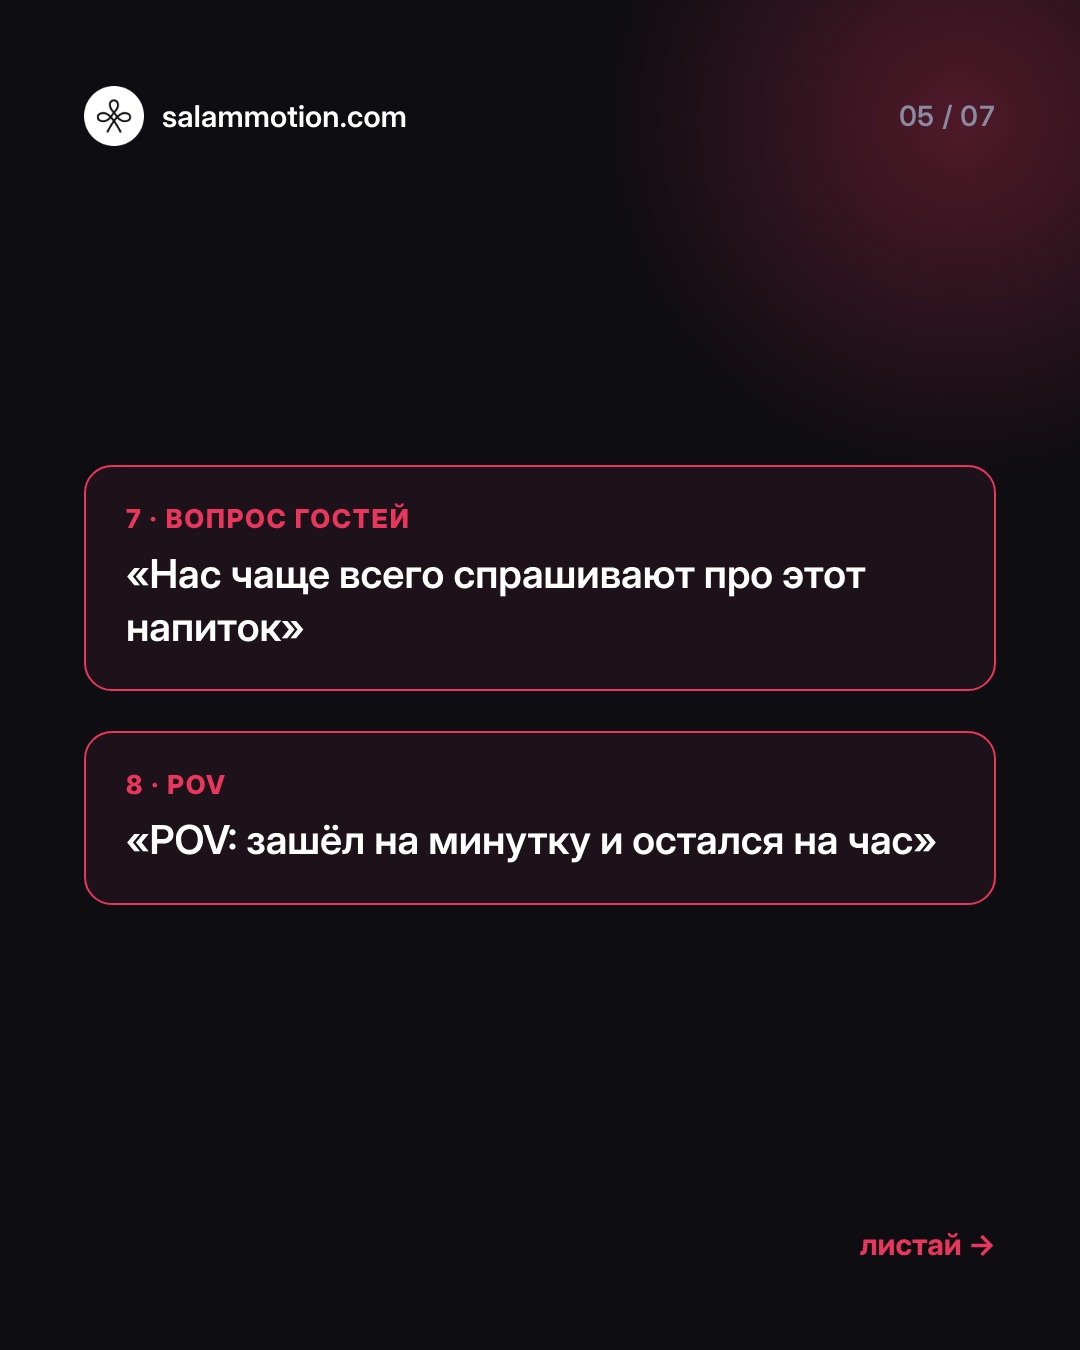 salammotion.com
05 / 07
7 · ВОПРОС ГОСТЕЙ
«Нас чаще всего спрашивают про этот
напиток»
8 · POV
«POV: зашёл на минутку и остался на час»
листай →